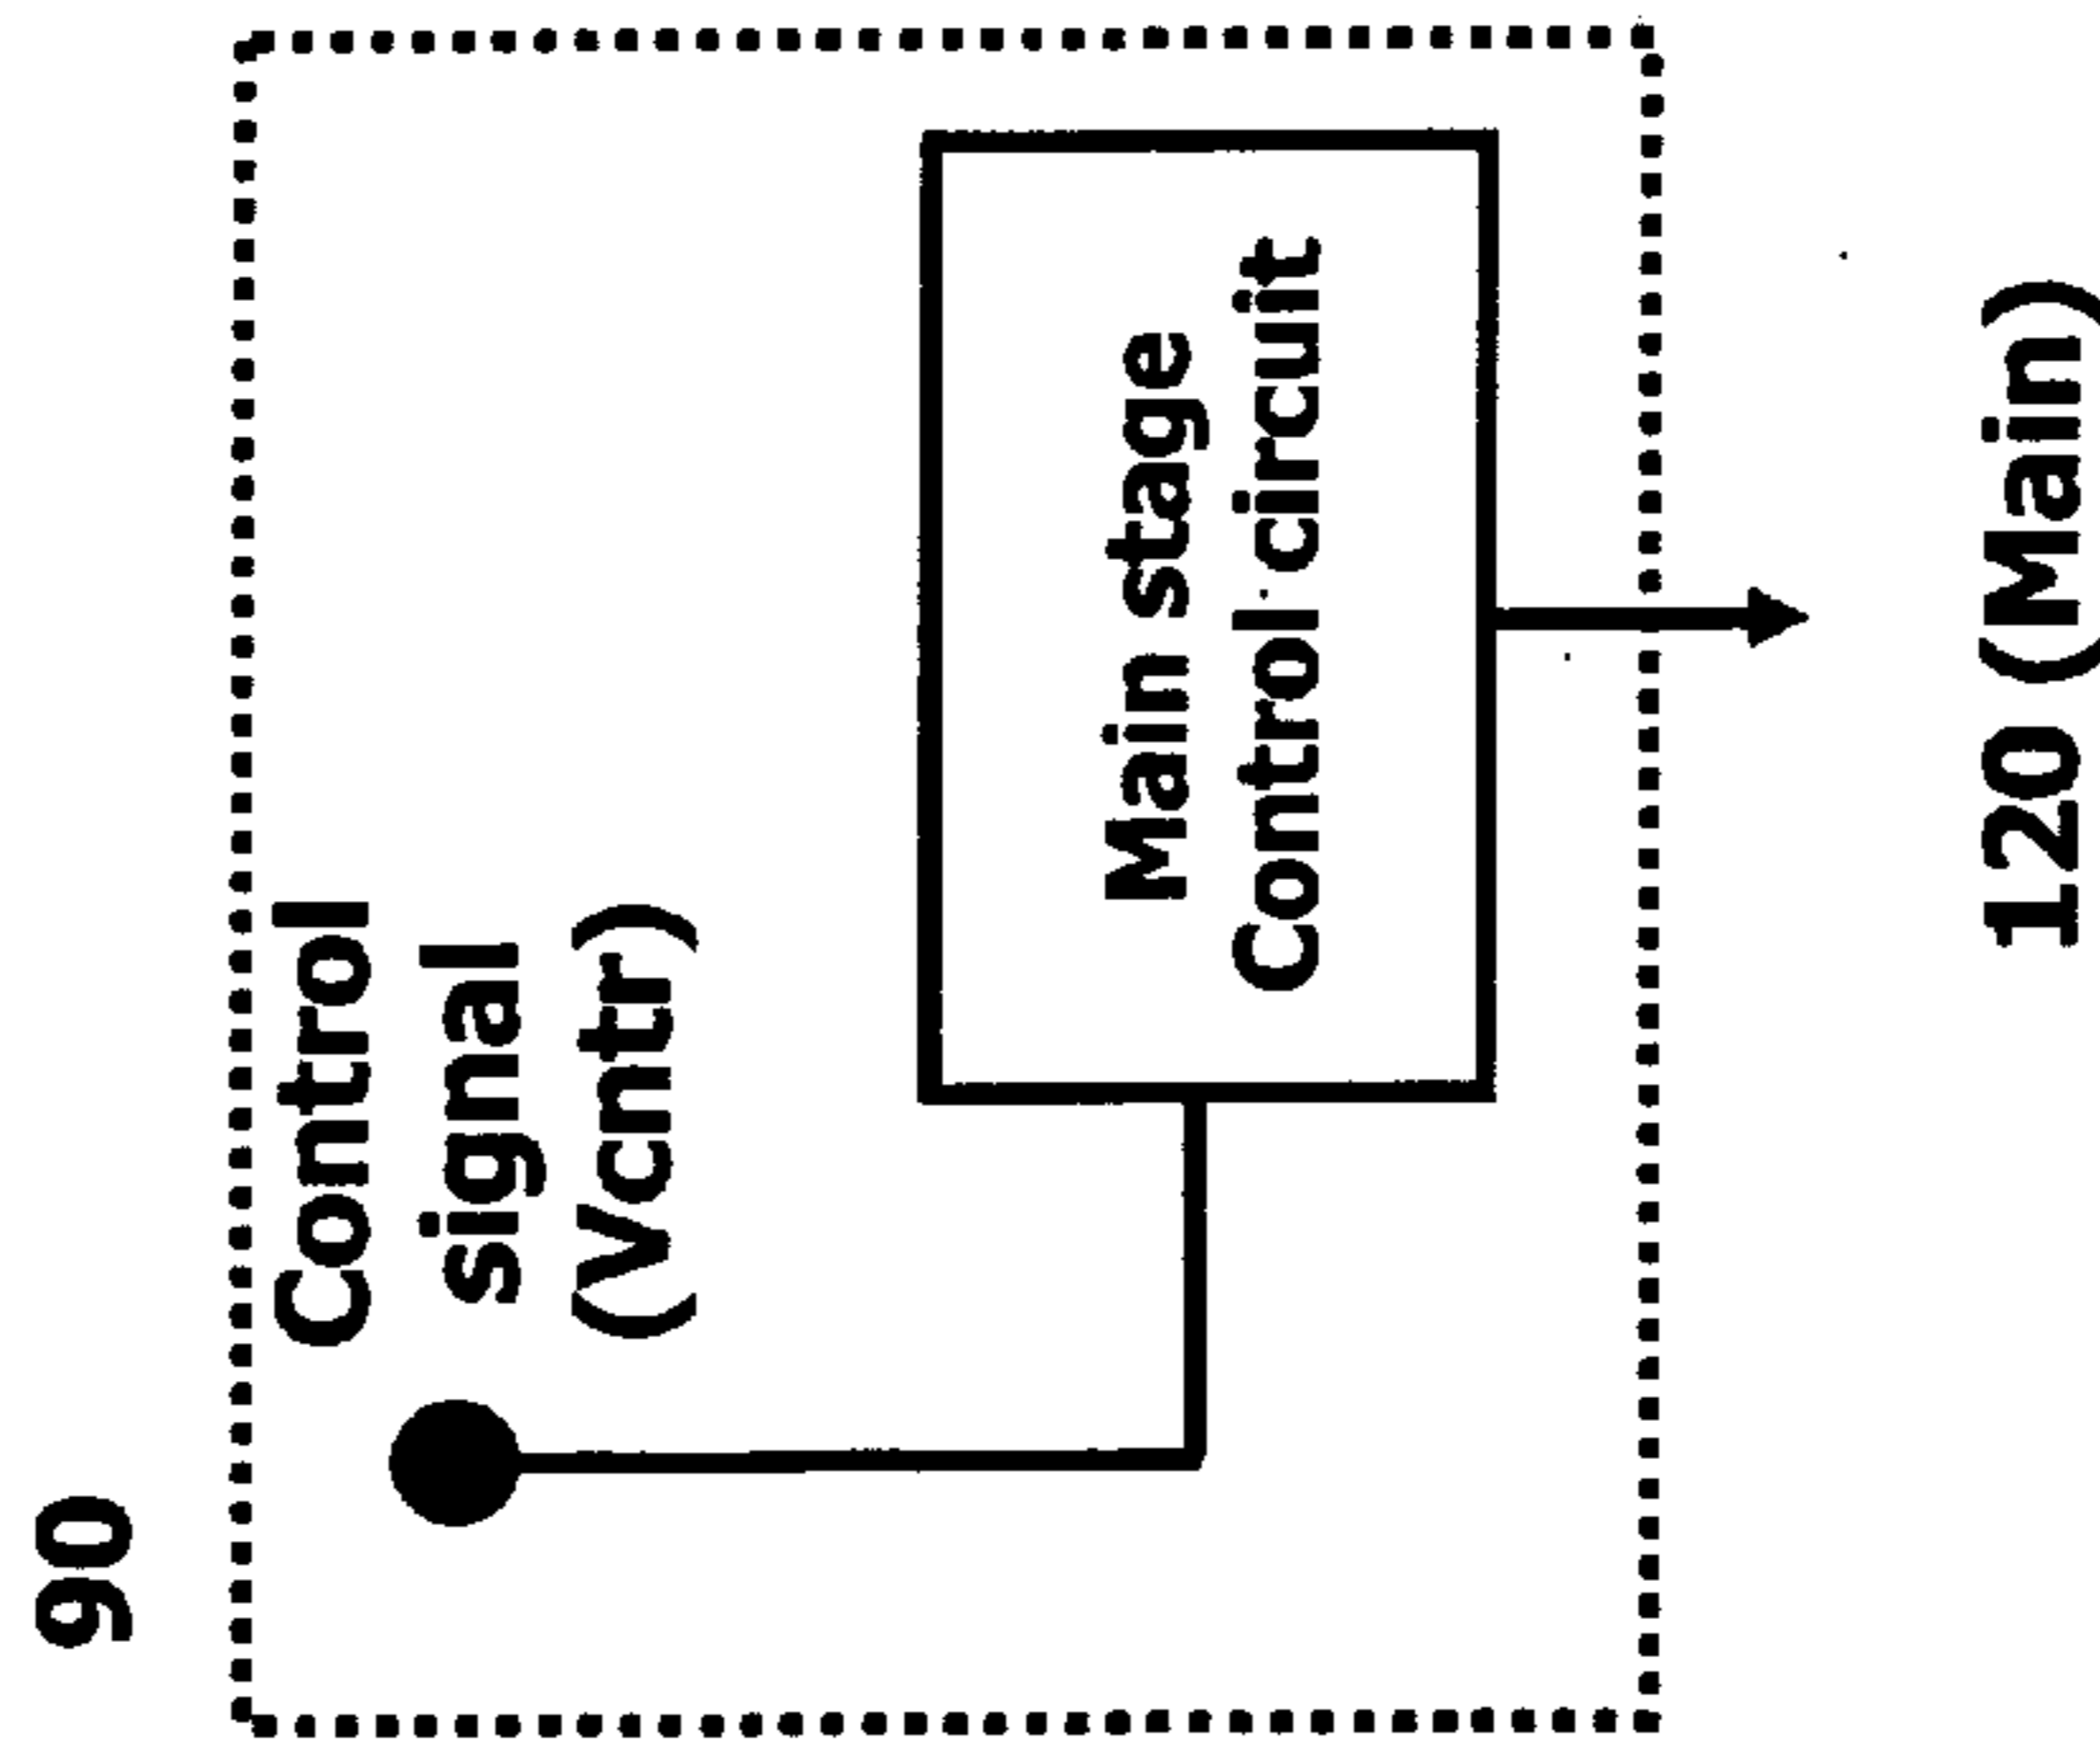 90
Control
signal
(Vcntr)
Main stage
Control circuit
120 (Main)